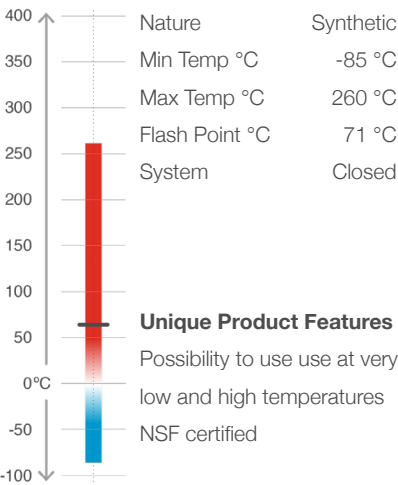 400
350
300
250
200
150
100
50
0°C
-50
-100
Nature Synthetic
Min Temp °C -85 °C
Max Temp °C 260 °C
Flash Point °C 71 °C
System Closed
Unique Product Features
Possibility to use use at very
low and high temperatures
NSF certified